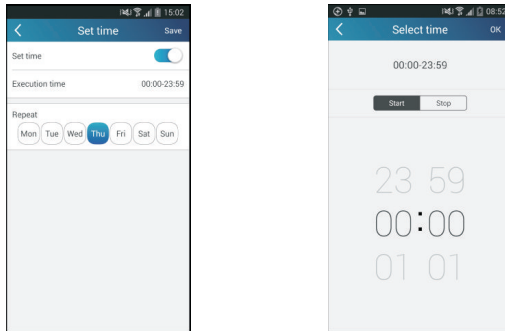 15:02
Set time
Save
Set time
Execution time
00:00-23:59
Repeat
Mon Tue Wed Thu Fri Sat Sun
08:52
Select time
OK
00:00-23:59
Start Stop
23 59
00:00
01 01